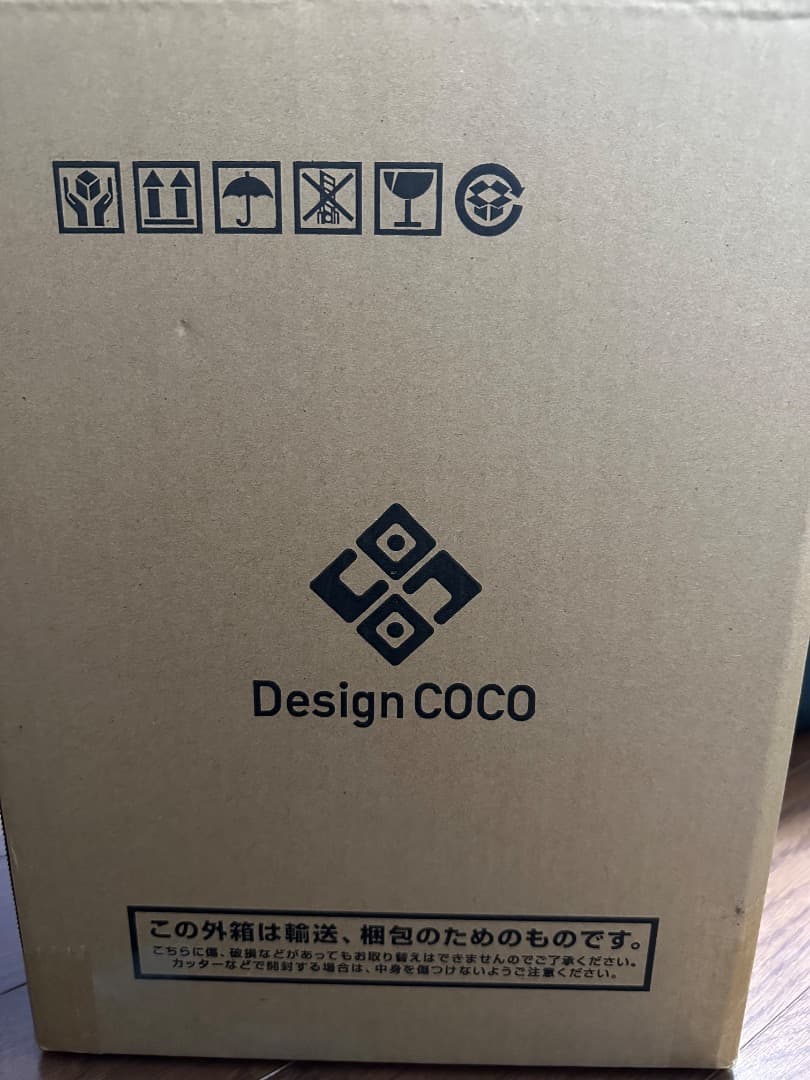 Design COCO
この外箱は輸送、梱包のためのものです。
こちらに傷、破損などがあってもお取り替えはできませんのでご了承ください。
カッターなどで開封する場合は、中身を傷つけないようご注意ください。